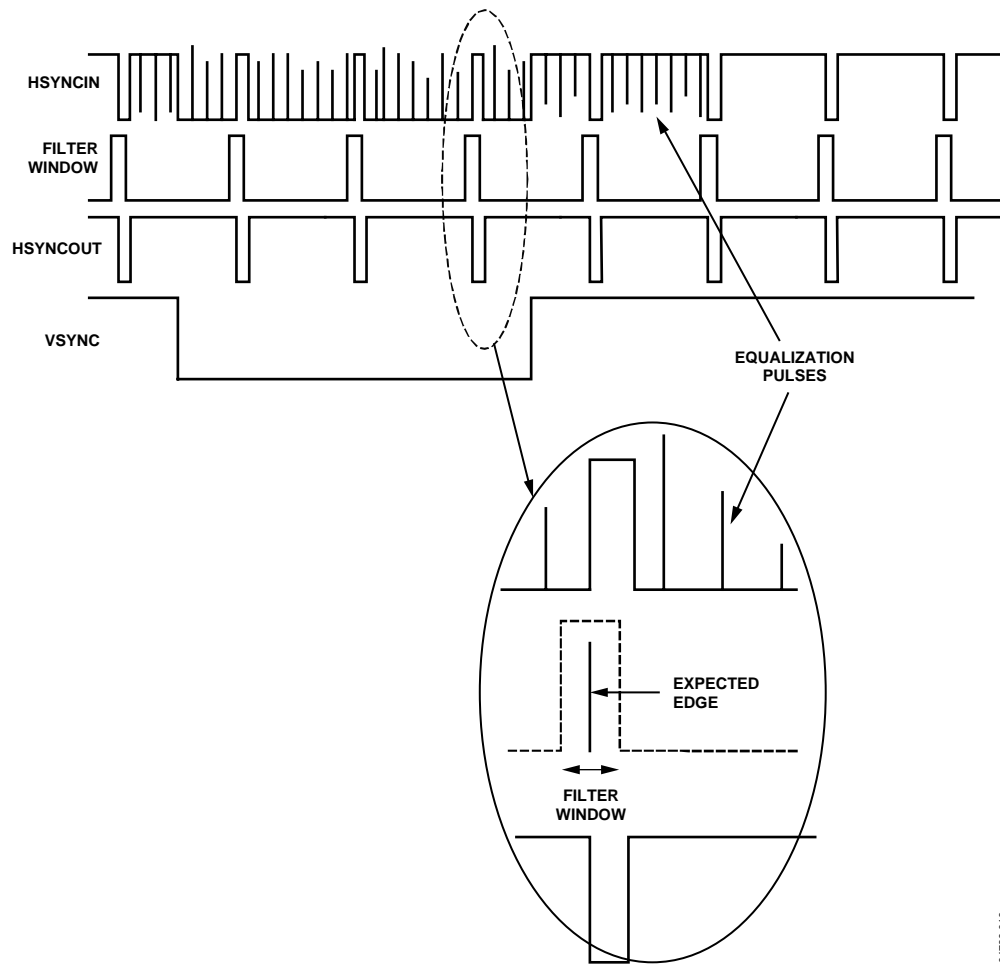 HSYNCIN
FILTER
WINDOW
HSYNCOUT
VSYNC
EQUALIZATION
PULSES
EXPECTED
EDGE
FILTER
WINDOW